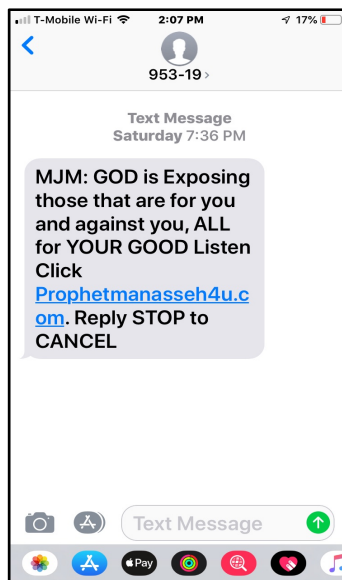 T-Mobile Wi-Fi 2:07 PM 17%
953-19
Text Message
Saturday 7:36 PM
MJM: GOD is Exposing
those that are for you
and against you, ALL
for YOUR GOOD Listen
Click
Prophetmanasseh4u.c
om. Reply STOP to
CANCEL
Text Message
Pay